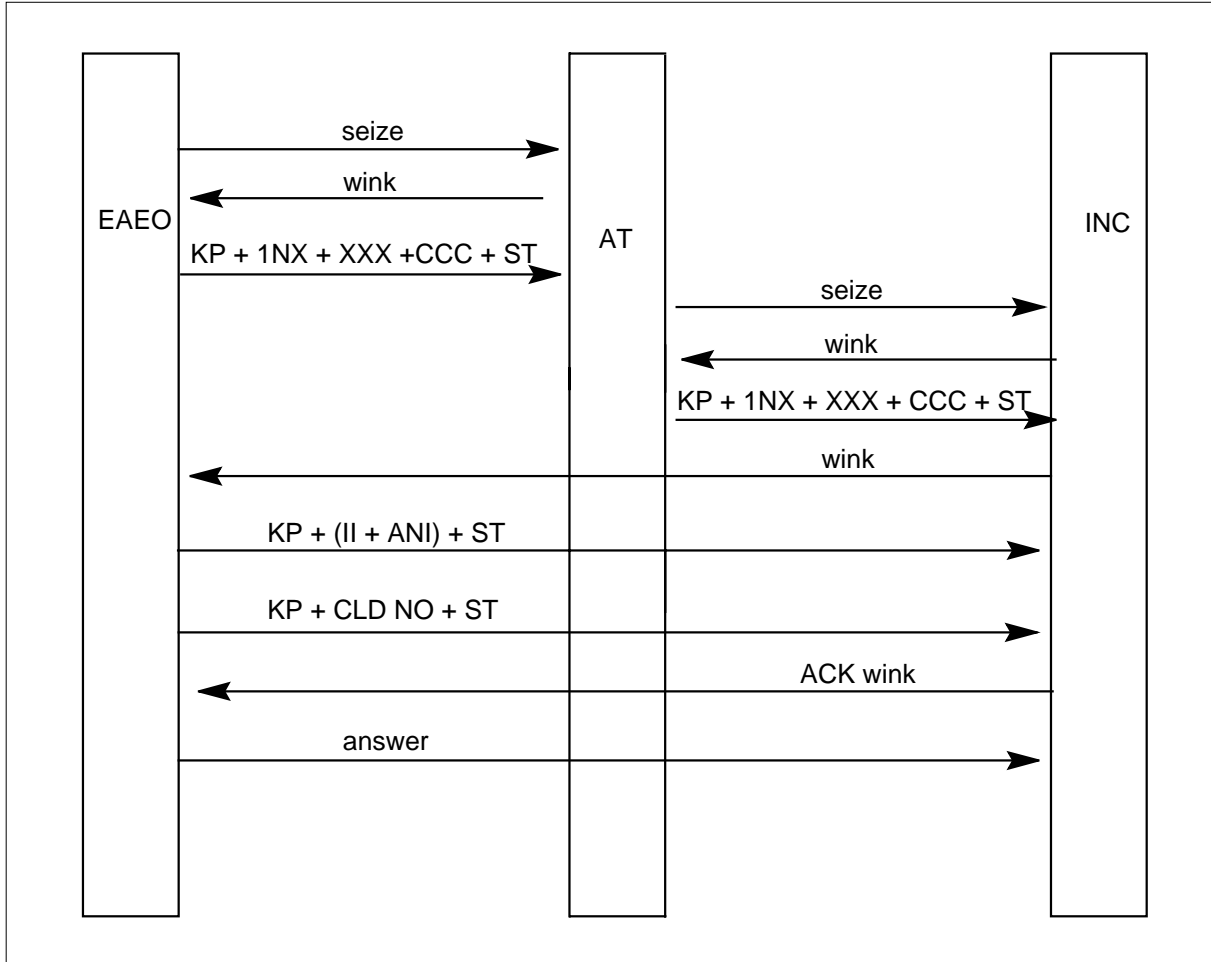 seize
wink
EAEO
AT
INC
KP + 1NX + XXX +CCC + ST
seize
wink
KP + 1NX + XXX + CCC + ST
wink
KP + (II + ANI) + ST
KP + CLD NO + ST
ACK wink
answer